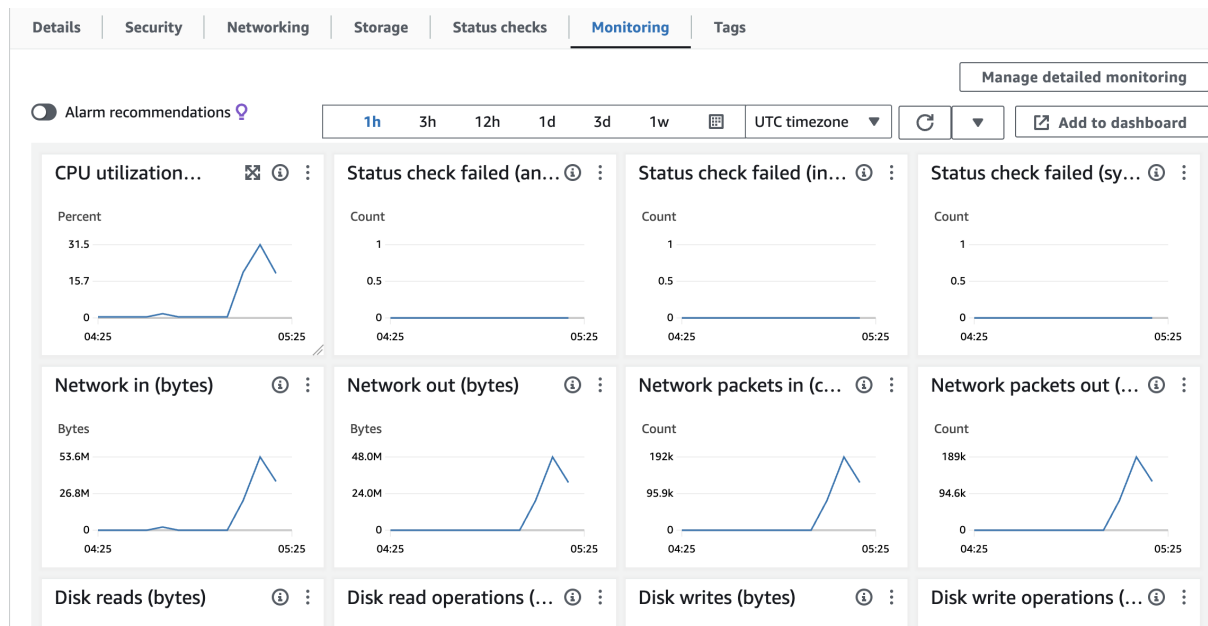 Details Security Networking Storage Status checks Monitoring Tags
Manage detailed monitoring
Alarm recommendations
1h 3h 12h 1d 3d 1w UTC timezone Add to dashboard
CPU utilization... Status check failed (an... Status check failed (in... Status check failed (sy...
Percent Count Count Count
31.5 1 1 1
15.7 0.5 0.5 0.5
0 0 0 0
04:25 05:25 04:25 05:25 04:25 05:25 04:25 05:25
Network in (bytes) Network out (bytes) Network packets in (c... Network packets out (...
Bytes Bytes Count Count
53.6M 48.0M 192k 189k
26.8M 24.0M 95.9k 94.6k
0 0 0 0
04:25 05:25 04:25 05:25 04:25 05:25 04:25 05:25
Disk reads (bytes) Disk read operations (... Disk writes (bytes) Disk write operations (...